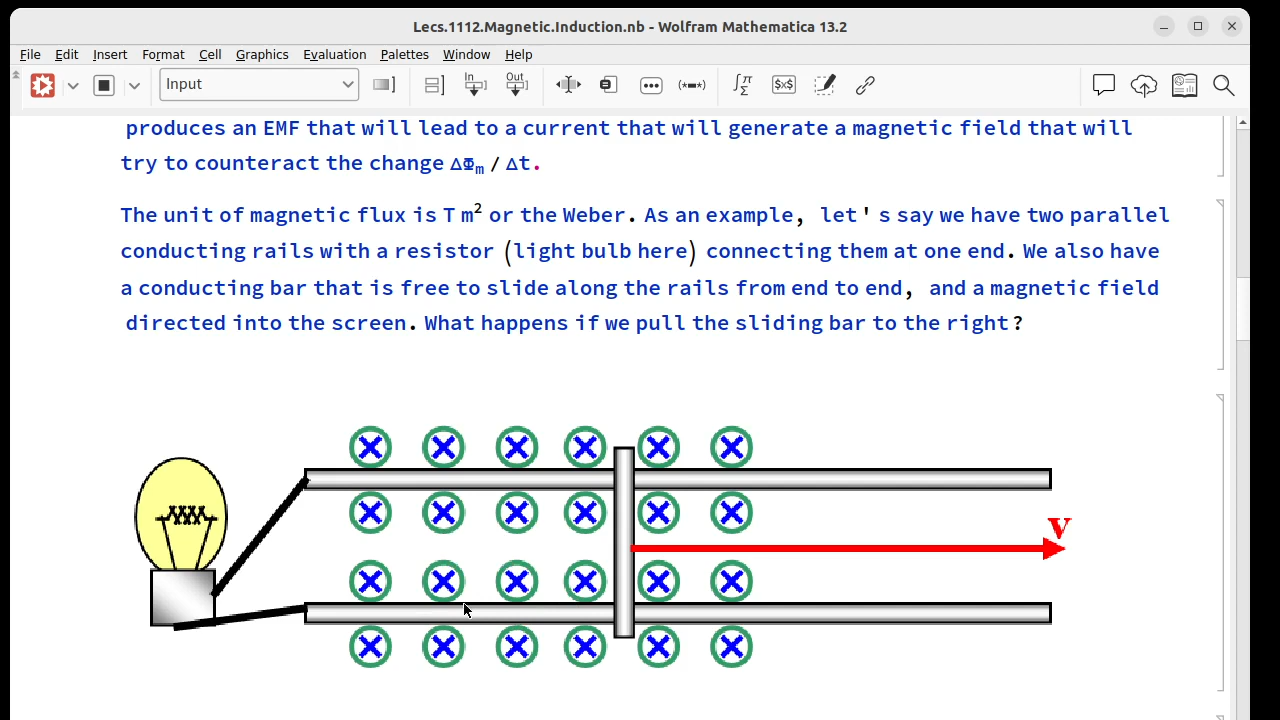 Lecs.1112.Magnetic.Induction.nb - Wolfram Mathematica 13.2
File Edit Insert Format Cell Graphics Evaluation Palettes Window Help
Input In Out
produces an EMF that will lead to a current that will generate a magnetic field that will
try to counteract the change ΔΦm / Δt.
The unit of magnetic flux is T m² or the Weber. As an example, let's say we have two parallel
conducting rails with a resistor (light bulb here) connecting them at one end. We also have
a conducting bar that is free to slide along the rails from end to end, and a magnetic field
directed into the screen. What happens if we pull the sliding bar to the right?
v